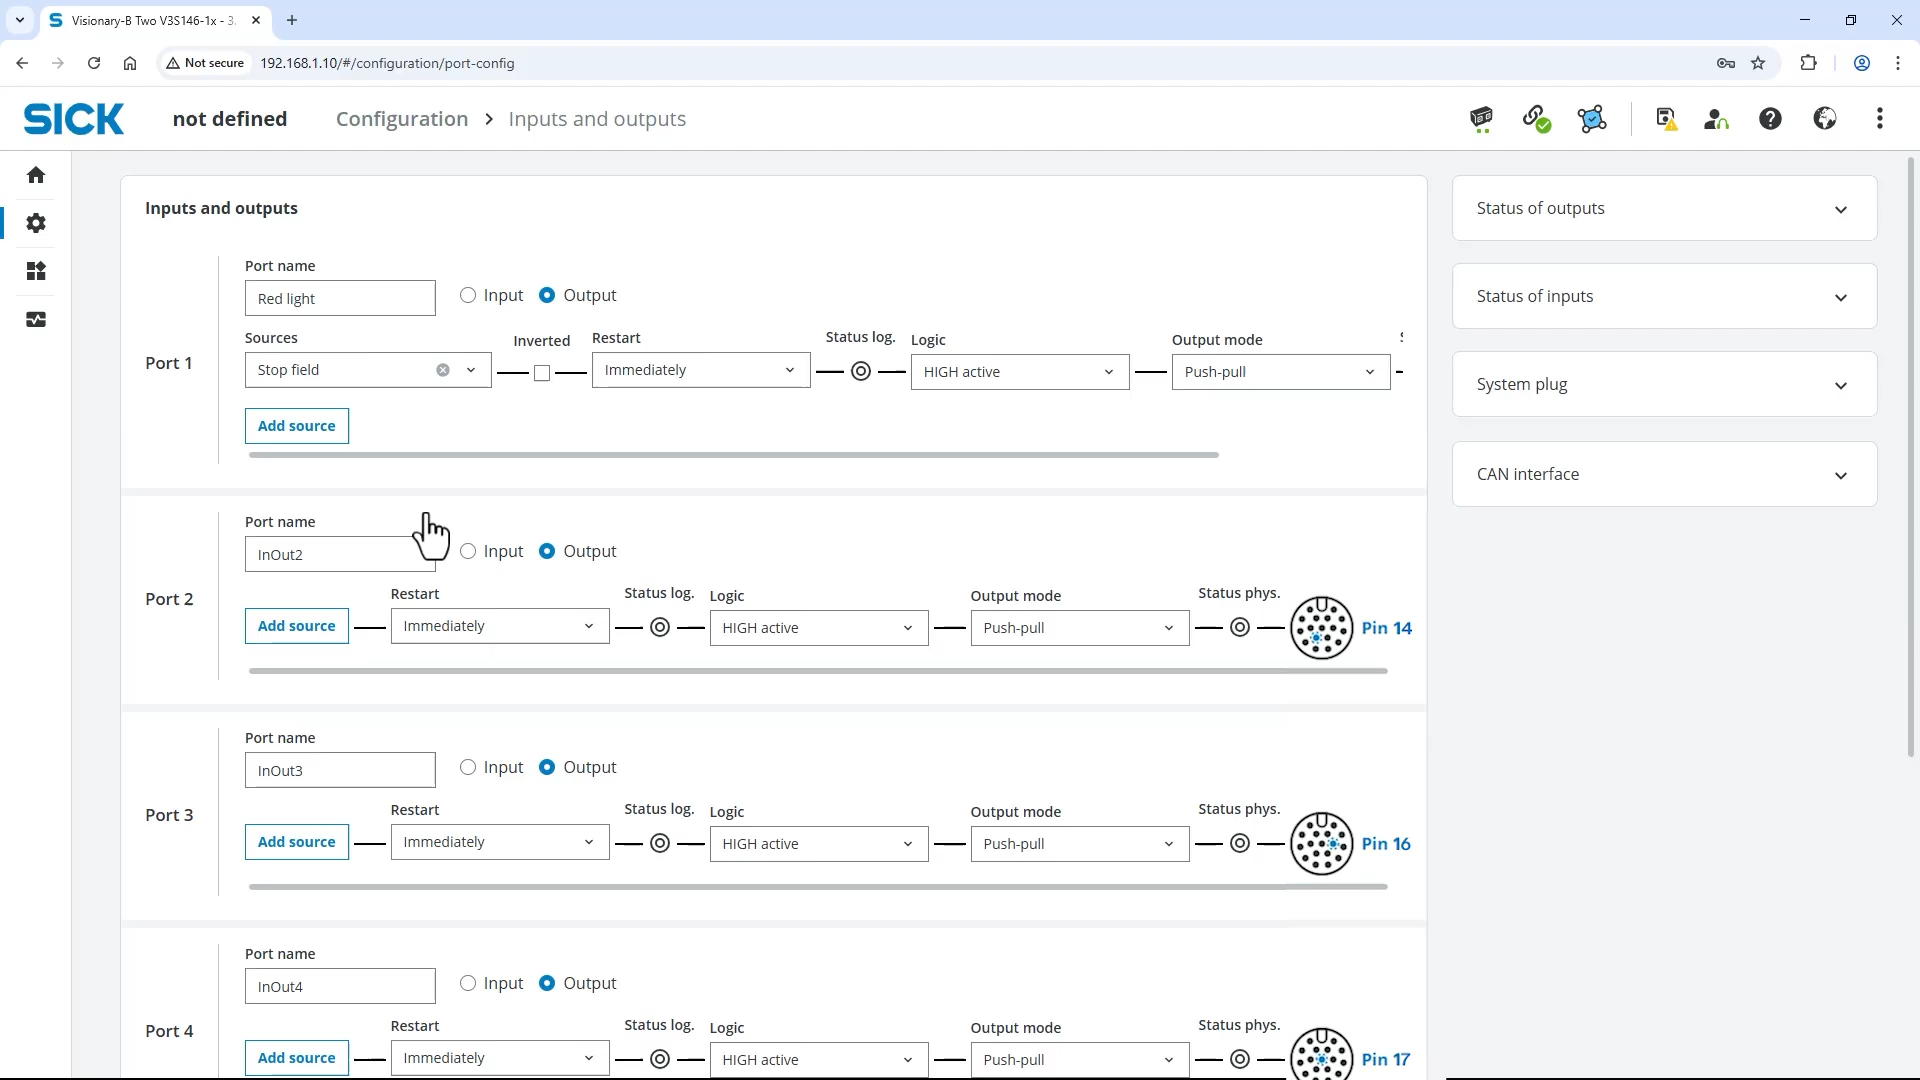 Visionary-B Two V3S146-1x - 3.
Not secure
192.168.1.10/#/configuration/port-config
SICK
not defined
Configuration > Inputs and outputs
Inputs and outputs
Port 1
Port name
Red light
Input
Output
Sources
Inverted
Restart
Status log.
Logic
Output mode
Stop field
Immediately
HIGH active
Push-pull
Add source
Port 2
Port name
InOut2
Input
Output
Restart
Status log.
Logic
Output mode
Status phys.
Add source
Immediately
HIGH active
Push-pull
Pin 14
Port 3
Port name
InOut3
Input
Output
Restart
Status log.
Logic
Output mode
Status phys.
Add source
Immediately
HIGH active
Push-pull
Pin 16
Port 4
Port name
InOut4
Input
Output
Restart
Status log.
Logic
Output mode
Status phys.
Add source
Immediately
HIGH active
Push-pull
Pin 17
Status of outputs
Status of inputs
System plug
CAN interface